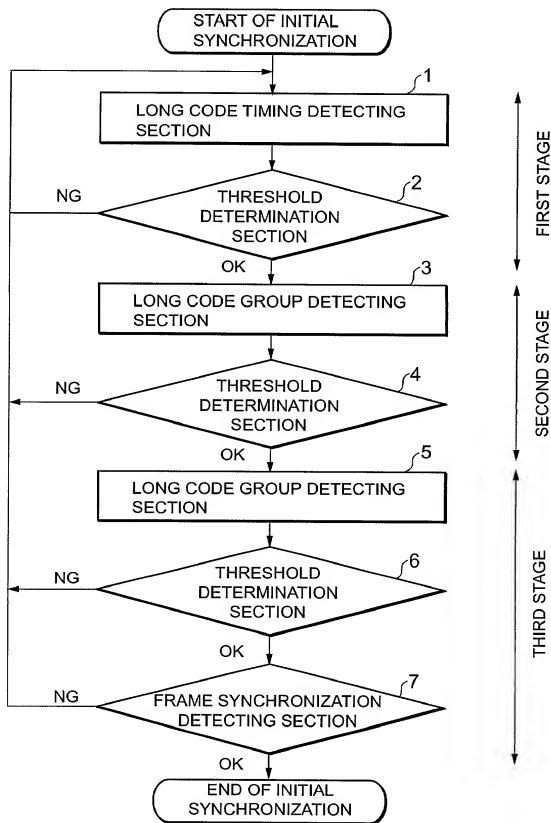 START OF INITIAL
SYNCHRONIZATION
1
LONG CODE TIMING DETECTING
SECTION
2
NG
THRESHOLD
DETERMINATION
SECTION
OK
FIRST STAGE
3
LONG CODE GROUP DETECTING
SECTION
4
NG
THRESHOLD
DETERMINATION
SECTION
OK
SECOND STAGE
5
LONG CODE GROUP DETECTING
SECTION
6
NG
THRESHOLD
DETERMINATION
SECTION
OK
7
NG
FRAME SYNCHRONIZATION
DETECTING SECTION
OK
THIRD STAGE
END OF INITIAL
SYNCHRONIZATION